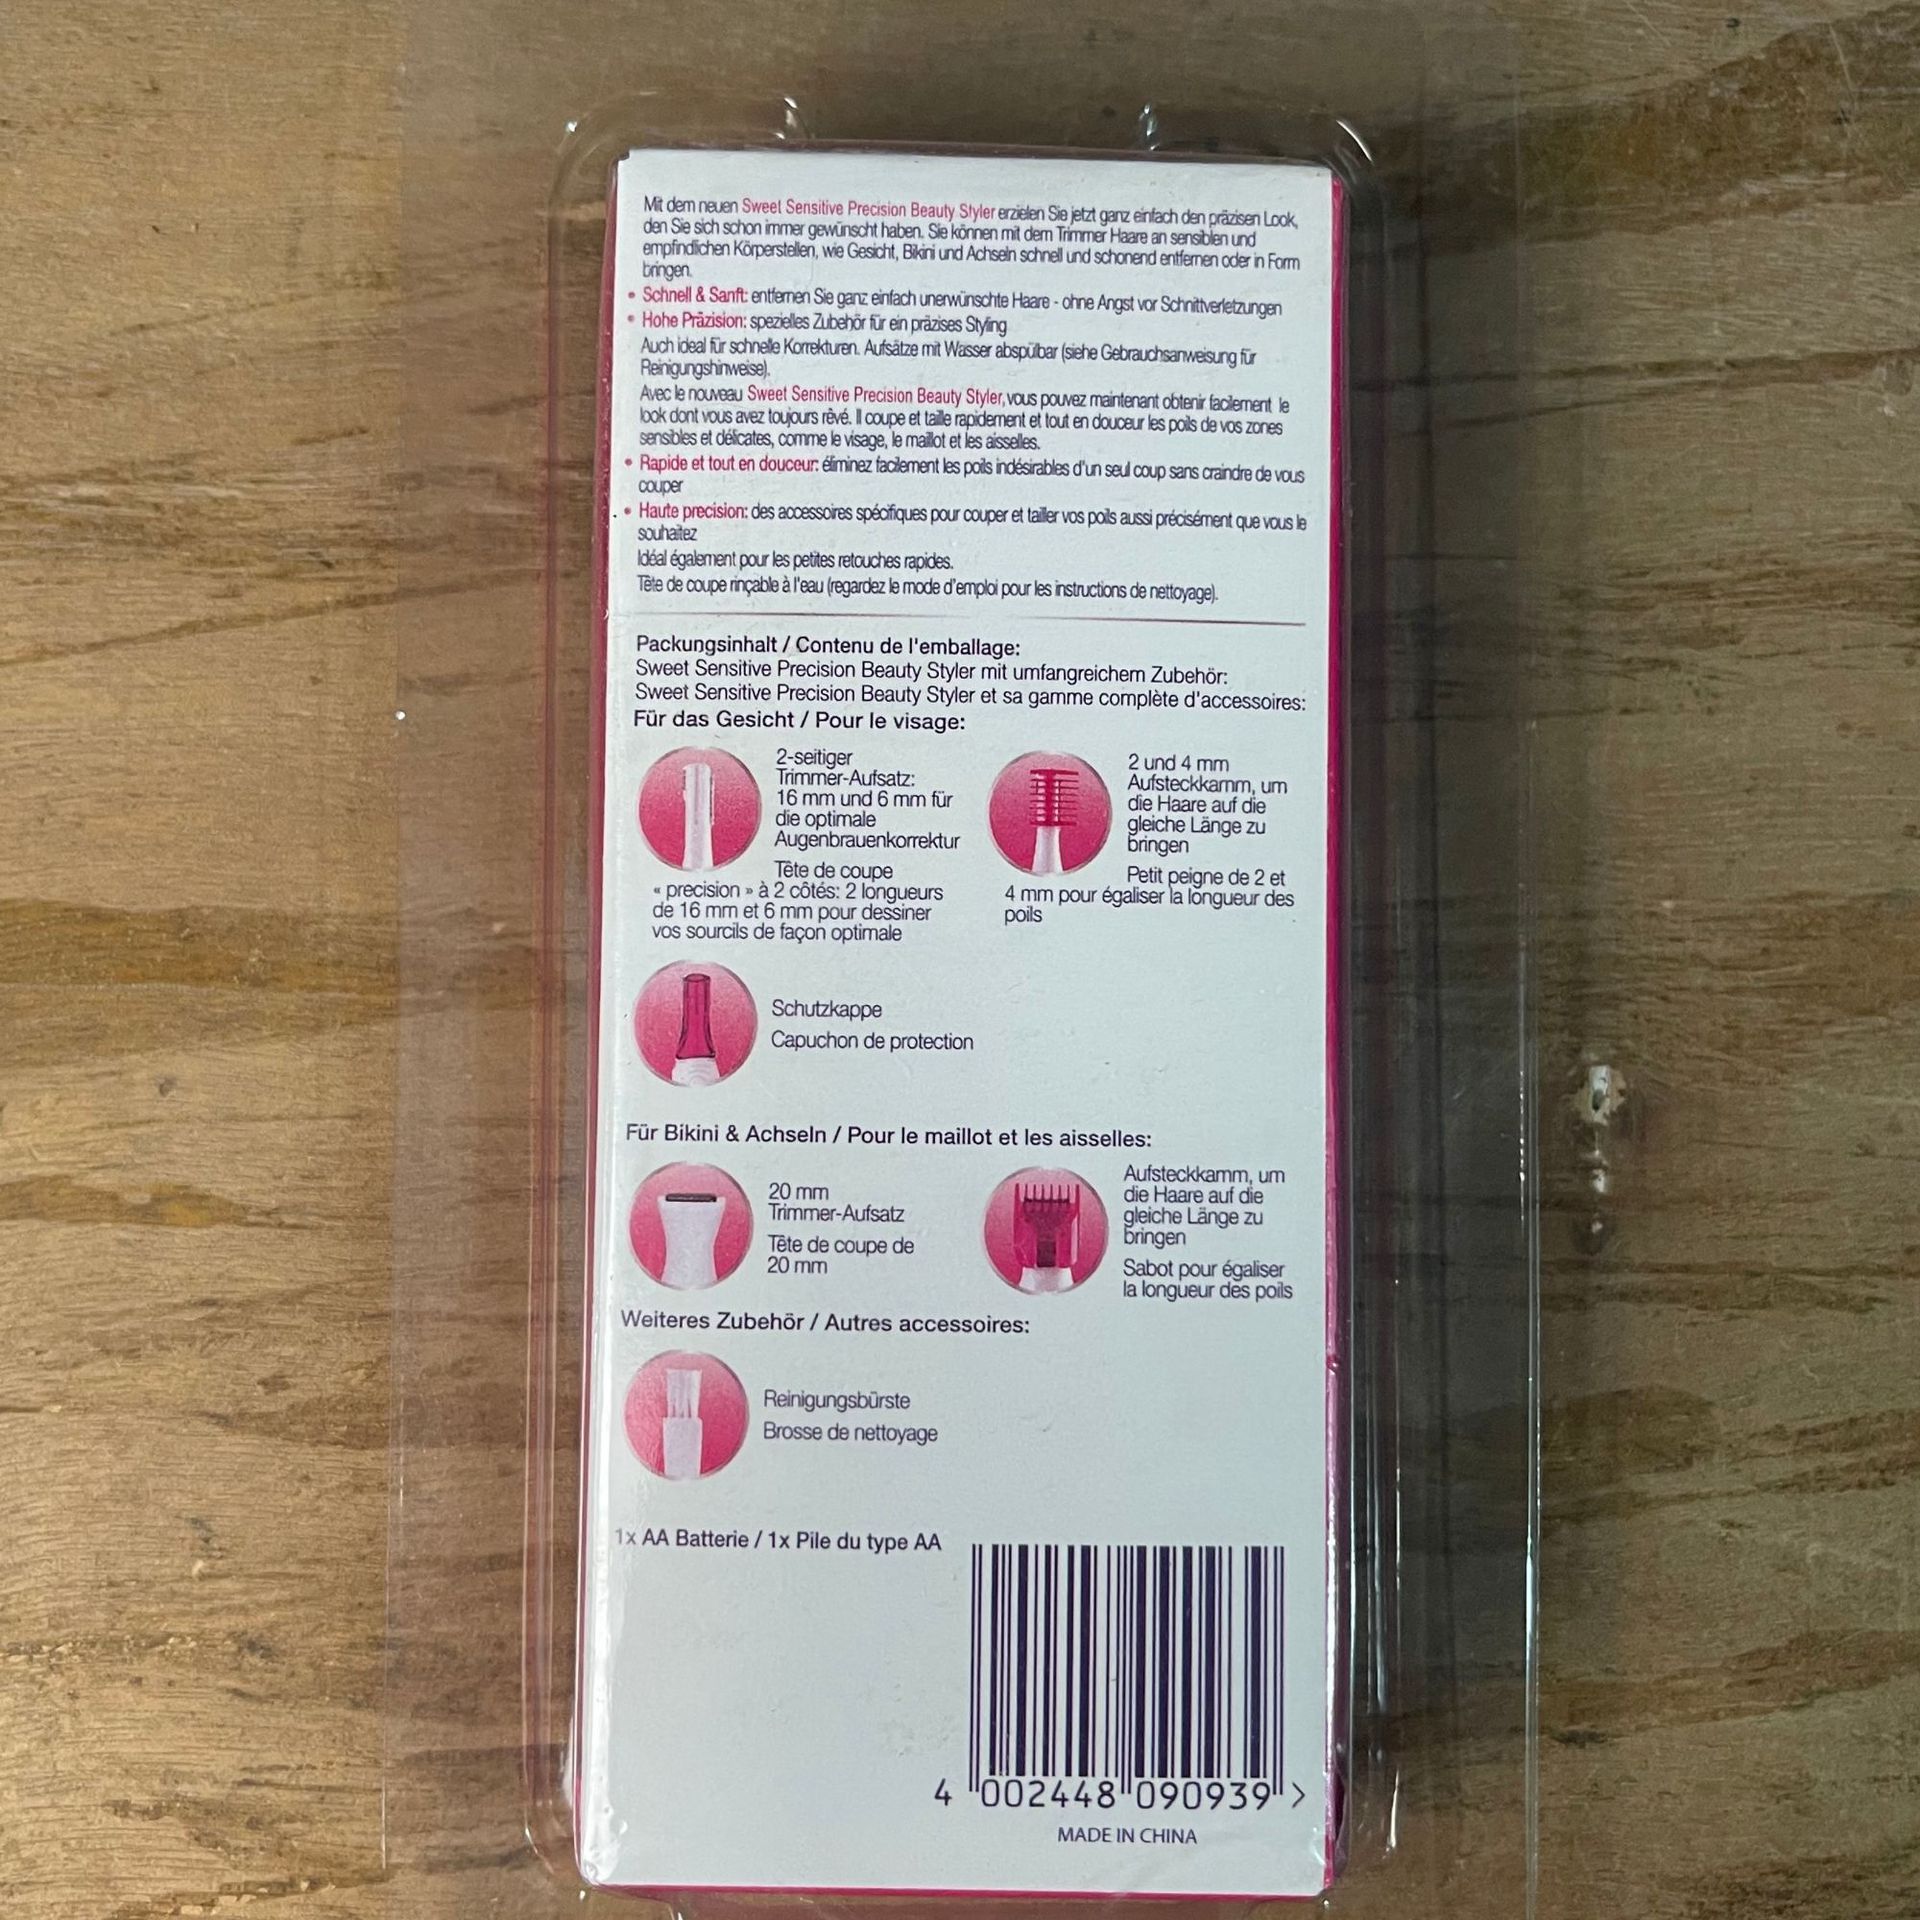 Mit dem neuen Sweet Sensitive Precision Beauty Styler erzielen Sie jetzt ganz einfach den präzisen Look,
den Sie sich schon immer gewünscht haben. Sie können mit dem Trimmer Haare an sensiblen und
empfindlichen Körperstellen, wie Gesicht, Bikini und Achseln schnell und schonend entfernen oder in Form
bringen.
• Schnell & Sanft: entfernen Sie ganz einfach unerwünschte Haare - ohne Angst vor Schnittverletzungen
• Hohe Präzision: spezielles Zubehör für ein präzises Styling
Auch ideal für schnelle Korrekturen. Aufsätze mit Wasser abspülbar (siehe Gebrauchsanweisung für
Reinigungshinweise).
Avec le nouveau Sweet Sensitive Precision Beauty Styler, vous pouvez maintenant obtenir facilement le
look dont vous avez toujours rêvé. Il coupe et taille rapidement et tout en douceur les poils de vos zones
sensibles et délicates, comme le visage, le maillot et les aisselles.
• Rapide et tout en douceur: éliminez facilement les poils indésirables d'un seul coup sans craindre de vous
couper
• Haute precision: des accessoires spécifiques pour couper et tailler vos poils aussi précisément que vous le
souhaitez
Idéal également pour les petites retouches rapides.
Tête de coupe rinçable à l'eau (regardez le mode d'emploi pour les instructions de nettoyage).
Packungsinhalt / Contenu de l'emballage:
Sweet Sensitive Precision Beauty Styler mit umfangreichem Zubehör:
Sweet Sensitive Precision Beauty Styler et sa gamme complète d'accessoires:
Für das Gesicht / Pour le visage:
2-seitiger
Trimmer-Aufsatz:
16 mm und 6 mm für
die optimale
Augenbrauenkorrektur
Tête de coupe
« precision » à 2 côtés: 2 longueurs
de 16 mm et 6 mm pour dessiner
vos sourcils de façon optimale
2 und 4 mm
Aufsteckkamm, um
die Haare auf die
gleiche Länge zu
bringen
Petit peigne de 2 et
4 mm pour égaliser la longueur des
poils
Schutzkappe
Capuchon de protection
Für Bikini & Achseln / Pour le maillot et les aisselles:
20 mm
Trimmer-Aufsatz
Tête de coupe de
20 mm
Aufsteckkamm, um
die Haare auf die
gleiche Länge zu
bringen
Sabot pour égaliser
la longueur des poils
Weiteres Zubehör / Autres accessoires:
Reinigungsbürste
Brosse de nettoyage
1x AA Batterie / 1x Pile du type AA
4 002448 090939 >
MADE IN CHINA